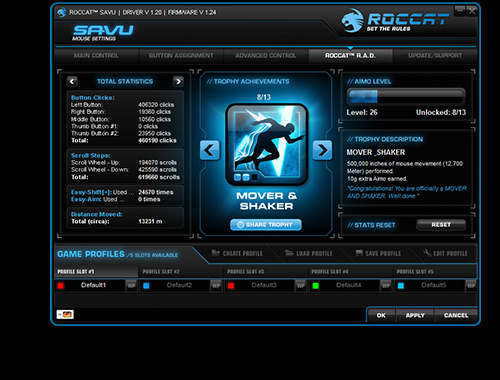 ROCCAT™ SAVU | DRIVER V 1.20 | FIRMWARE V 1.24
SAVU
MOUSE SETTINGS
ROCCAT
SET THE RULES
MAIN CONTROL
BUTTON ASSIGNMENT
ADVANCED CONTROL
ROCCAT™ R.A.D.
UPDATE/SUPPORT
TOTAL STATISTICS
Button Clicks:
Left Button: 406320 clicks
Right Button: 19360 clicks
Middle Button: 10560 clicks
Thumb Button #1: 0 clicks
Thumb Button #2: 23950 clicks
Total: 460190 clicks
Scroll Steps:
Scroll Wheel - Up: 194070 scrolls
Scroll Wheel - Down: 425590 scrolls
Total: 619660 scrolls
Easy-Shift[+]: Used ... 24570 times
Easy-Aim: Used ... 0 times
Distance Moved:
Total (circa): 13231 m
// TROPHY ACHIEVEMENTS
8/13
MOVER &
SHAKER
SHARE TROPHY
// AIMO LEVEL
Level: 26 Unlocked: 8/13
// TROPHY DESCRIPTION
MOVER_SHAKER
500,000 inches of mouse movement (12.700
Meter) performed.
10g extra Aimo earned.
"Congratulations! You are officially a MOVER
AND SHAKER. Well done."
// STATS RESET
RESET
GAME PROFILES /5 SLOTS AVAILABLE
CREATE PROFILE
LOAD PROFILE
SAVE PROFILE
EDIT PROFILE
PROFILE SLOT #1
PROFILE SLOT #2
PROFILE SLOT #3
PROFILE SLOT #4
PROFILE SLOT #5
Default1
Default2
Default3
Default4
Default5
OK
APPLY
CANCEL